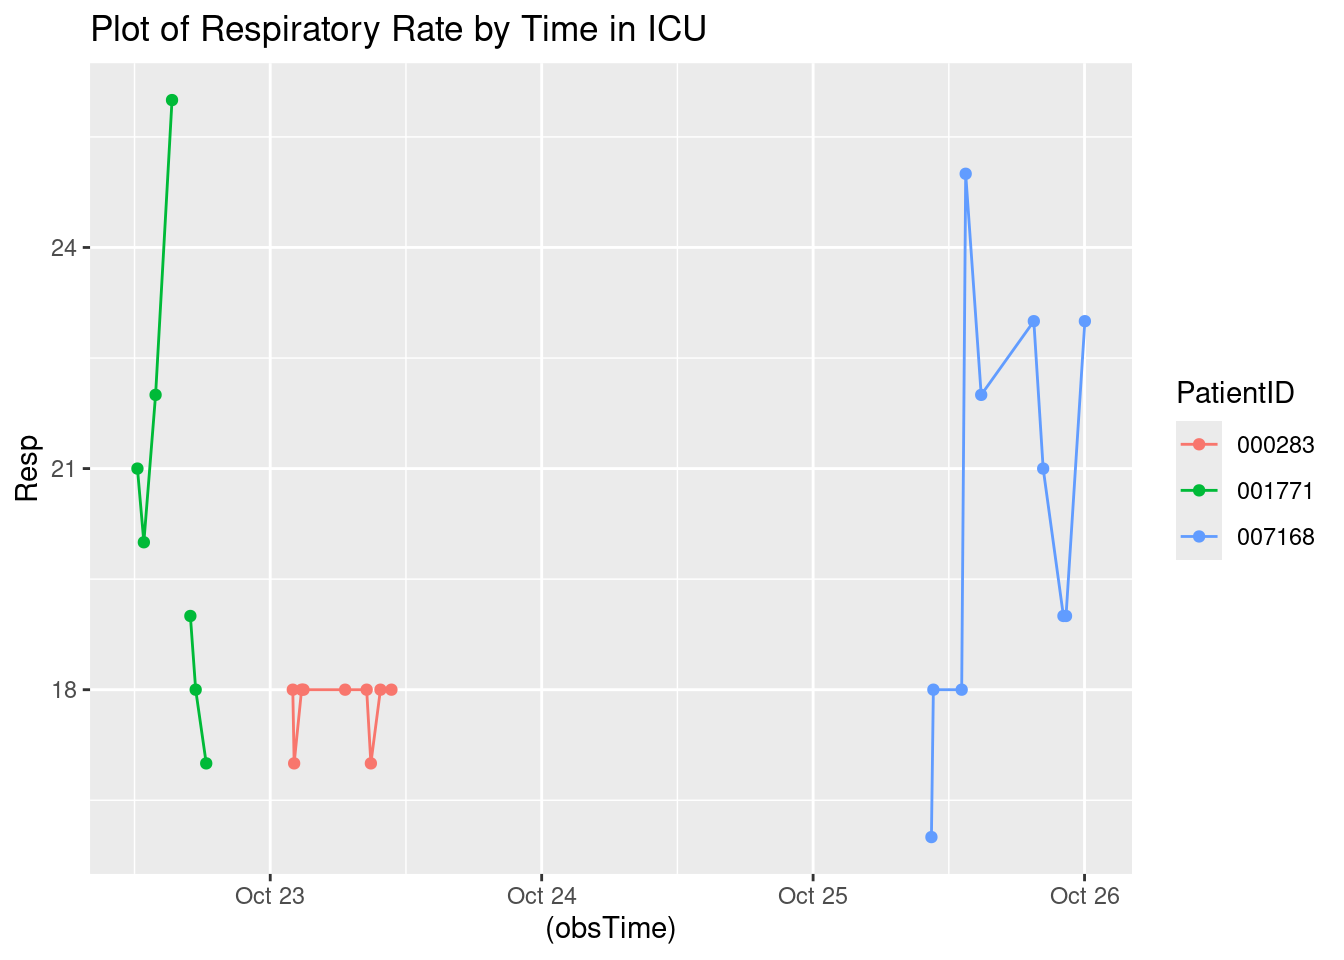 Plot of Respiratory Rate by Time in ICU
24
21
18
Resp
Oct 23
Oct 24
Oct 25
Oct 26
(obsTime)
PatientID
000283
001771
007168